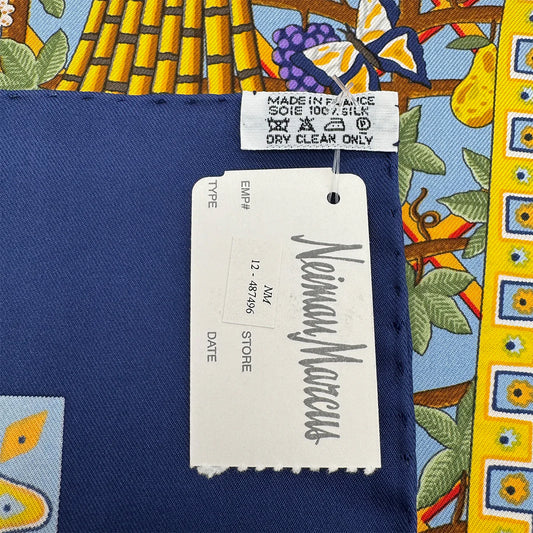 MADE IN FRANCE
SOIE 100% SILK
DRY CLEAN ONLY
Neiman Marcus
NM
12 - 487496
EMP#
STORE
TYPE
DATE